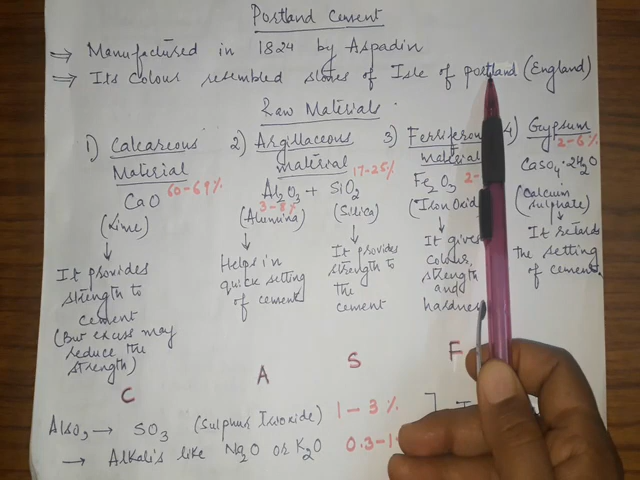 Portland Cement
⇒ Manufactured in 1824 by Aspadin
⇒ Its colour resembled stones of Isle of portland (England)
Raw Materials
1) Calcareous Material
CaO 60-69%
(Lime)
↓
It provides
strength to
cement
(But excess may
reduce the
strength)
C
2) Argillaceous
material
Al2O3 + SiO2 17-25%
3-8%
(Alumina)
↓
Helps in
quick setting
of cement
A
(Silica)
↓
It provides
strength to
the
cement
S
3) Ferriferous
material
Fe2O3 2-
(Iron Oxide
↓
It gives
colour,
strength
and
hardness
F
4) Gypsum
2-6%
CaSO4·2H2O
(Calcium
sulphate)
↓
It retards
the setting
of cement
Also, → SO3 (Sulphur Trioxide) 1-3%
→ Alkali's like Na2O or K2O 0.3-1